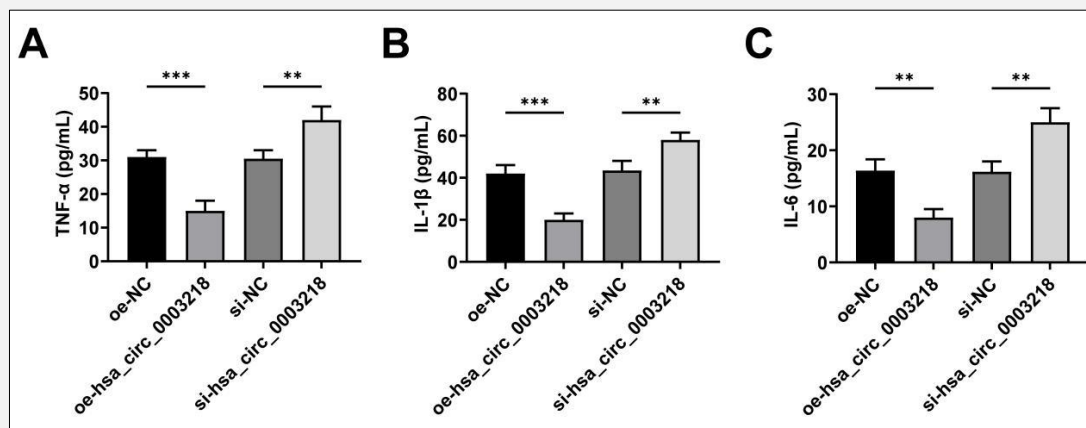 A
TNF-α (pg/mL)
50
40
30
20
10
0
***
**
oe-NC
oe-hsa_circ_0003218
si-NC
si-hsa_circ_0003218
B
IL-1β (pg/mL)
80
60
40
20
0
***
**
oe-NC
oe-hsa_circ_0003218
si-NC
si-hsa_circ_0003218
C
IL-6 (pg/mL)
30
20
10
0
**
**
oe-NC
oe-hsa_circ_0003218
si-NC
si-hsa_circ_0003218